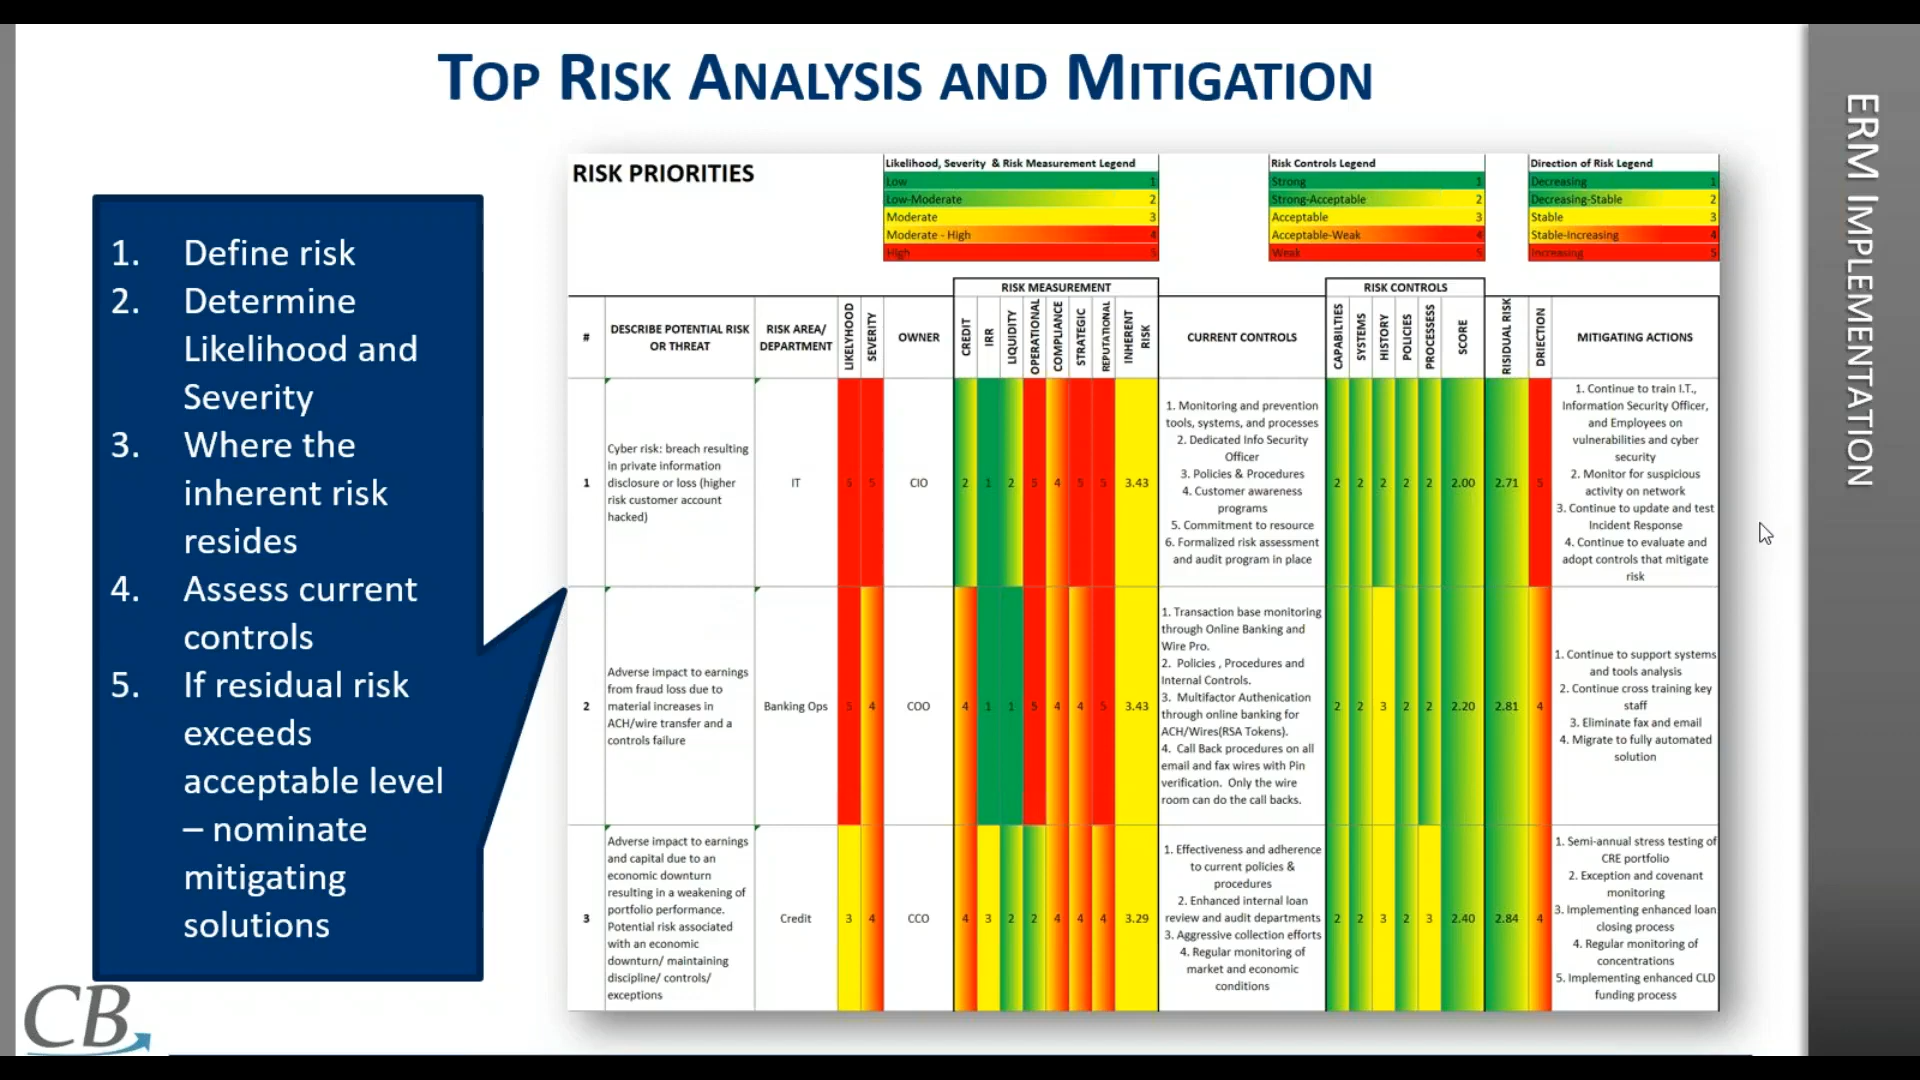 TOP RISK ANALYSIS AND MITIGATION
ERM IMPLEMENTATION
1. Define risk
2. Determine
Likelihood and
Severity
3. Where the
inherent risk
resides
4. Assess current
controls
5. If residual risk
exceeds
acceptable level
– nominate
mitigating
solutions
CB
RISK PRIORITIES
Likelihood, Severity & Risk Measurement Legend
Low 1
Low-Moderate 2
Moderate 3
Moderate - High 4
High 5
Risk Controls Legend
Strong 1
Strong-Acceptable 2
Acceptable 3
Acceptable-Weak 4
Weak 5
Direction of Risk Legend
Decreasing 1
Decreasing-Stable 2
Stable 3
Stable-Increasing 4
Increasing 5
RISK MEASUREMENT
RISK CONTROLS
#
DESCRIBE POTENTIAL RISK
OR THREAT
RISK AREA/
DEPARTMENT
LIKELYHOOD
SEVERITY
OWNER
CREDIT
IRR
LIQUIDITY
OPERATIONAL
COMPLIANCE
STRATEGIC
REPUTATIONAL
INHERENT
RISK
CURRENT CONTROLS
CAPABILTIES
SYSTEMS
HISTORY
POLICIES
PROCESSESS
SCORE
RISIDUAL RISK
DRIECTION
MITIGATING ACTIONS
1
Cyber risk: breach resulting
in private information
disclosure or loss (higher
risk customer account
hacked)
IT
5 5
CIO
2 1 2 5 4 5 5 3.43
1. Monitoring and prevention
tools, systems, and processes
2. Dedicated Info Security
Officer
3. Policies & Procedures
4. Customer awareness
programs
5. Commitment to resource
6. Formalized risk assessment
and audit program in place
2 2 2 2 2 2.00 2.71 5
1. Continue to train I.T.,
Information Security Officer,
and Employees on
vulnerabilities and cyber
security
2. Monitor for suspicious
activity on network
3. Continue to update and test
Incident Response
4. Continue to evaluate and
adopt controls that mitigate
risk
2
Adverse impact to earnings
from fraud loss due to
material increases in
ACH/wire transfer and a
controls failure
Banking Ops
5 4
COO
4 1 1 5 4 4 5 3.43
1. Transaction base monitoring
through Online Banking and
Wire Pro.
2. Policies , Procedures and
Internal Controls.
3. Multifactor Authenication
through online banking for
ACH/Wires(RSA Tokens).
4. Call Back procedures on all
email and fax wires with Pin
verification. Only the wire
room can do the call backs.
2 2 3 2 2 2.20 2.81 4
1. Continue to support systems
and tools analysis
2. Continue cross training key
staff
3. Eliminate fax and email
4. Migrate to fully automated
solution
3
Adverse impact to earnings
and capital due to an
economic downturn
resulting in a weakening of
portfolio performance.
Potential risk associated
with an economic
downturn/ maintaining
discipline/ controls/
exceptions
Credit
3 4
CCO
4 3 2 2 4 4 4 3.29
1. Effectiveness and adherence
to current policies &
procedures
2. Enhanced internal loan
review and audit departments
3. Aggressive collection efforts
4. Regular monitoring of
market and economic
conditions
2 2 3 2 3 2.40 2.84 4
1. Semi-annual stress testing of
CRE portfolio
2. Exception and covenant
monitoring
3. Implementing enhanced loan
closing process
4. Regular monitoring of
concentrations
5. Implementing enhanced CLD
funding process